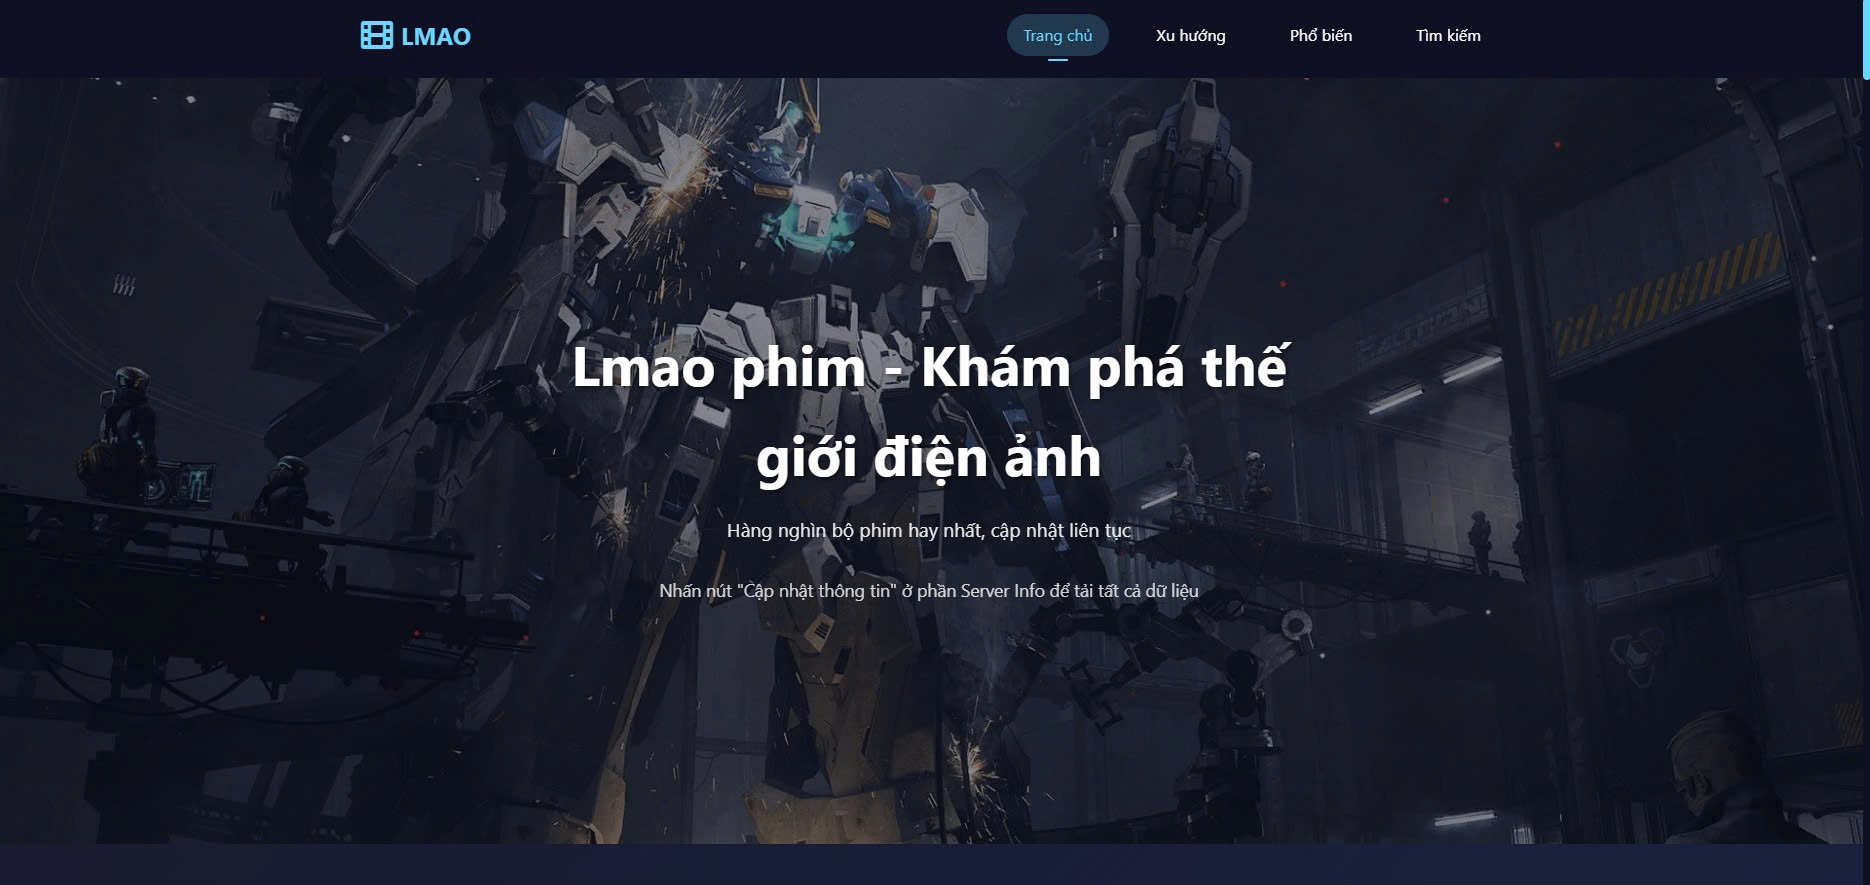 LMAO
Trang chủ
Xu hướng
Phổ biến
Tìm kiếm
Lmao phim - Khám phá thế
giới điện ảnh
Hàng nghìn bộ phim hay nhất, cập nhật liên tục
Nhấn nút "Cập nhật thông tin" ở phần Server Info để tải tất cả dữ liệu